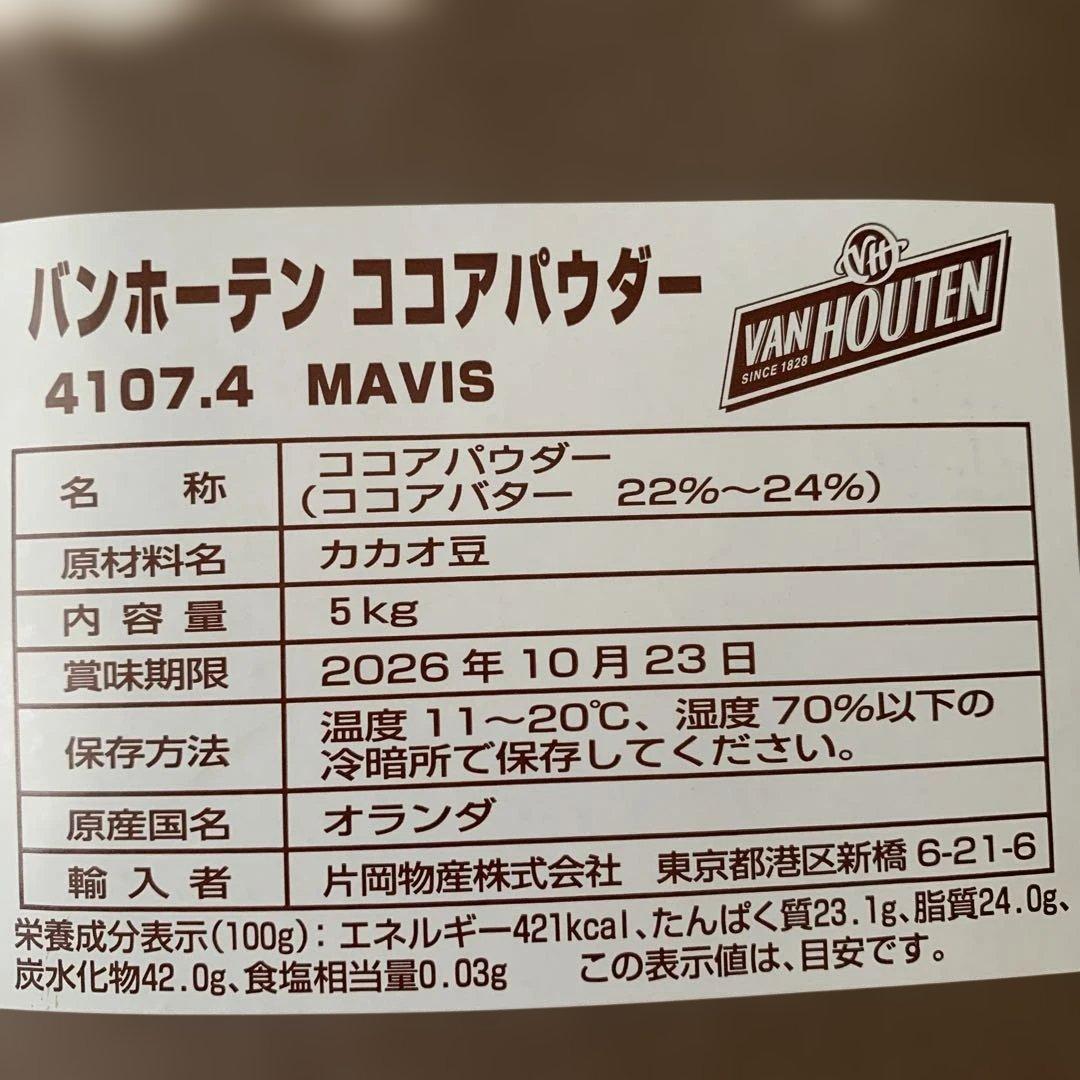 バンホーテン ココアパウダー
4107.4 MAVIS
VH
VAN HOUTEN
SINCE 1828
名称 ココアパウダー
(ココアバター 22%~24%)
原材料名 カカオ豆
内容量 5kg
賞味期限 2026年10月23日
保存方法 温度 11~20℃、湿度 70%以下の
冷暗所で保存してください。
原産国名 オランダ
輸入者 片岡物産株式会社 東京都港区新橋 6-21-6
栄養成分表示(100g):エネルギー421kcal、たんぱく質23.1g、脂質24.0g、
炭水化物42.0g、食塩相当量0.03g この表示値は、目安です。